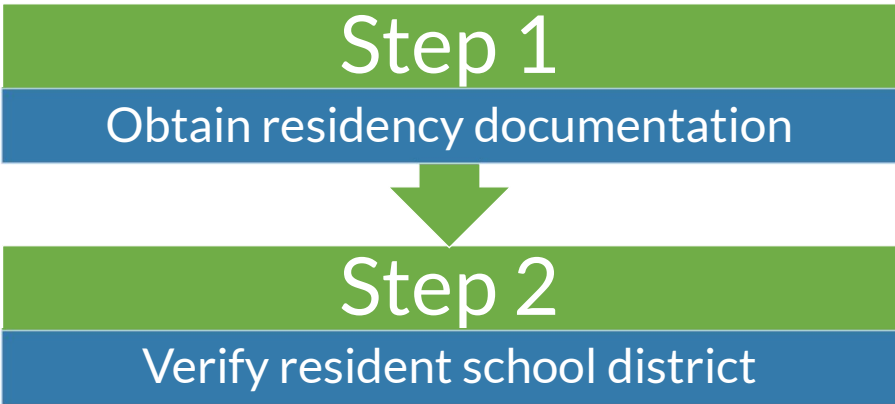 Step 1
Obtain residency documentation
Step 2
Verify resident school district